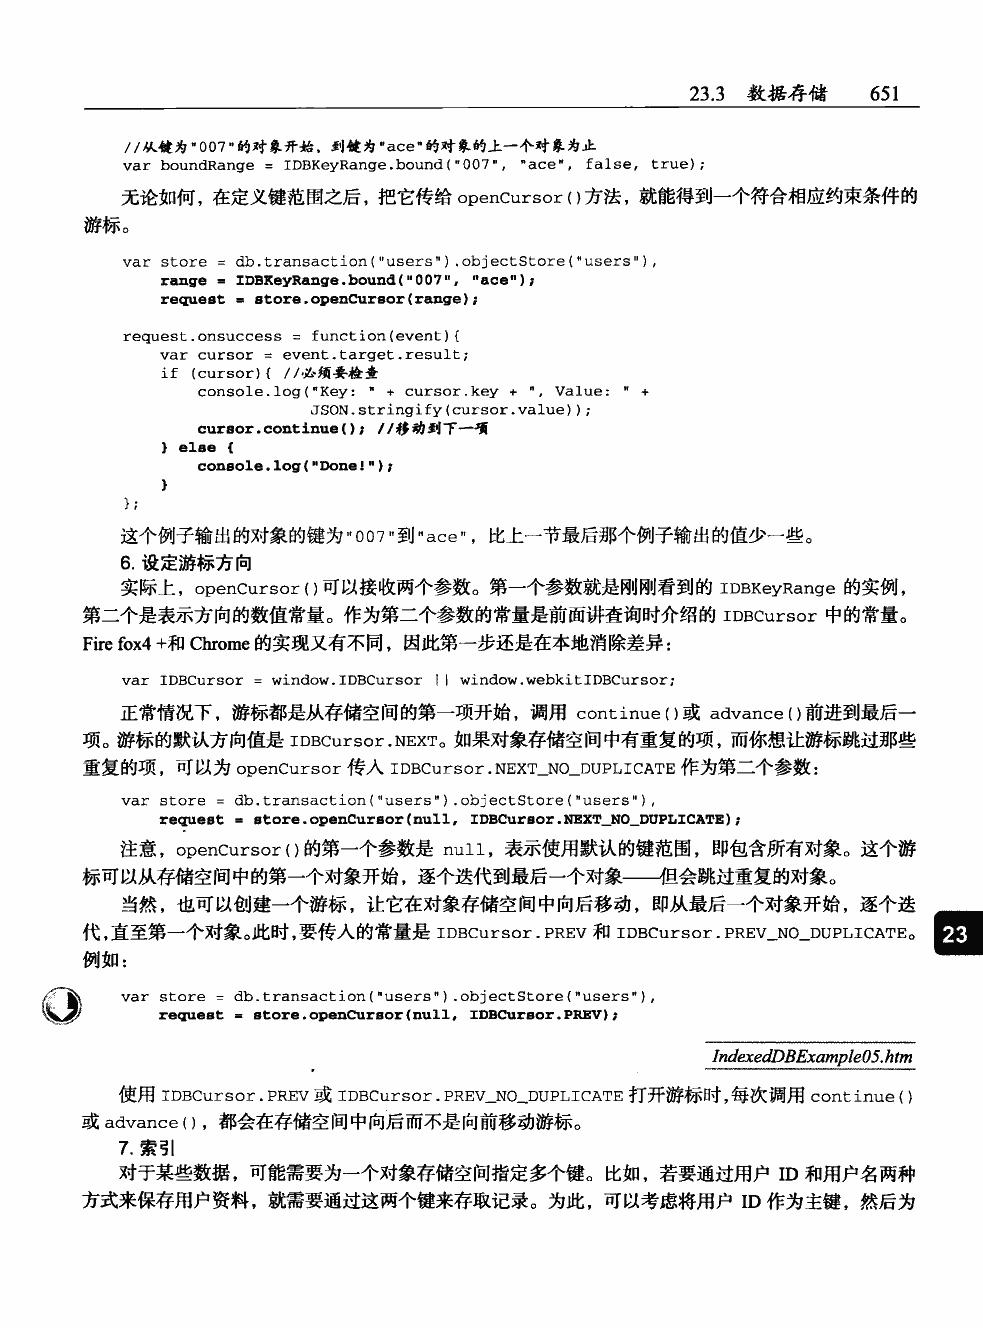 23.3 数据存储 651
//从键为"007"的对象开始，到键为"ace"的对象的上一个对象为止
var boundRange = IDBKeyRange.bound("007", "ace", false, true);
无论如何，在定义键范围之后，把它传给 openCursor()方法，就能得到一个符合相应约束条件的
游标。
var store = db.transaction("users").objectStore("users"),
range = IDBKeyRange.bound("007", "ace");
request = store.openCursor(range);
request.onsuccess = function(event){
var cursor = event.target.result;
if (cursor){ //必须要检查
console.log("Key: " + cursor.key + ", Value: " +
JSON.stringify(cursor.value));
cursor.continue(); //移动到下一项
} else {
console.log("Done!");
}
};
这个例子输出的对象的键为"007"到"ace"，比上一节最后那个例子输出的值少一些。
6. 设定游标方向
实际上，openCursor()可以接收两个参数。第一个参数就是刚刚看到的 IDBKeyRange 的实例，
第二个是表示方向的数值常量。作为第二个参数的常量是前面讲查询时介绍的 IDBCursor 中的常量。
Fire fox4 +和 Chrome 的实现又有不同，因此第一步还是在本地消除差异：
var IDBCursor = window.IDBCursor || window.webkitIDBCursor;
正常情况下，游标都是从存储空间的第一项开始，调用 continue()或 advance()前进到最后一
项。游标的默认方向值是 IDBCursor.NEXT。如果对象存储空间中有重复的项，而你想让游标跳过那些
重复的项，可以为 openCursor 传入 IDBCursor.NEXT_NO_DUPLICATE 作为第二个参数：
var store = db.transaction("users").objectStore("users"),
request = store.openCursor(null, IDBCursor.NEXT_NO_DUPLICATE);
注意，openCursor()的第一个参数是 null，表示使用默认的键范围，即包含所有对象。这个游
标可以从存储空间中的第一个对象开始，逐个迭代到最后一个对象——但会跳过重复的对象。
当然，也可以创建一个游标，让它在对象存储空间中向后移动，即从最后一个对象开始，逐个迭
代，直至第一个对象。此时，要传入的常量是 IDBCursor.PREV 和 IDBCursor.PREV_NO_DUPLICATE。
23
例如：
var store = db.transaction("users").objectStore("users"),
request = store.openCursor(null, IDBCursor.PREV);
IndexedDBExample05.htm
使用 IDBCursor.PREV 或 IDBCursor.PREV_NO_DUPLICATE 打开游标时，每次调用 continue()
或 advance()，都会在存储空间中向后而不是向前移动游标。
7. 索引
对于某些数据，可能需要为一个对象存储空间指定多个键。比如，若要通过用户 ID 和用户名两种
方式来保存用户资料，就需要通过这两个键来存取记录。为此，可以考虑将用户 ID 作为主键，然后为